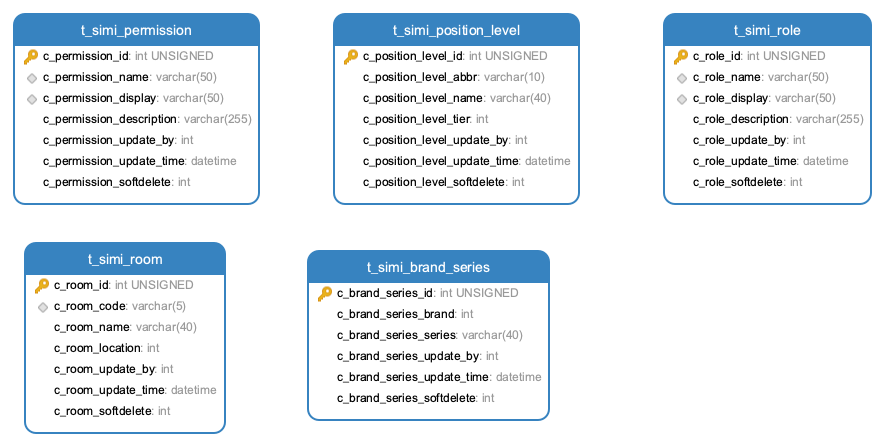 t_simi_permission
c_permission_id: int UNSIGNED
c_permission_name: varchar(50)
c_permission_display: varchar(50)
c_permission_description: varchar(255)
c_permission_update_by: int
c_permission_update_time: datetime
c_permission_softdelete: int
t_simi_position_level
c_position_level_id: int UNSIGNED
c_position_level_abbr: varchar(10)
c_position_level_name: varchar(40)
c_position_level_tier: int
c_position_level_update_by: int
c_position_level_update_time: datetime
c_position_level_softdelete: int
t_simi_role
c_role_id: int UNSIGNED
c_role_name: varchar(50)
c_role_display: varchar(50)
c_role_description: varchar(255)
c_role_update_by: int
c_role_update_time: datetime
c_role_softdelete: int
t_simi_room
c_room_id: int UNSIGNED
c_room_code: varchar(5)
c_room_name: varchar(40)
c_room_location: int
c_room_update_by: int
c_room_update_time: datetime
c_room_softdelete: int
t_simi_brand_series
c_brand_series_id: int UNSIGNED
c_brand_series_brand: int
c_brand_series_series: varchar(40)
c_brand_series_update_by: int
c_brand_series_update_time: datetime
c_brand_series_softdelete: int